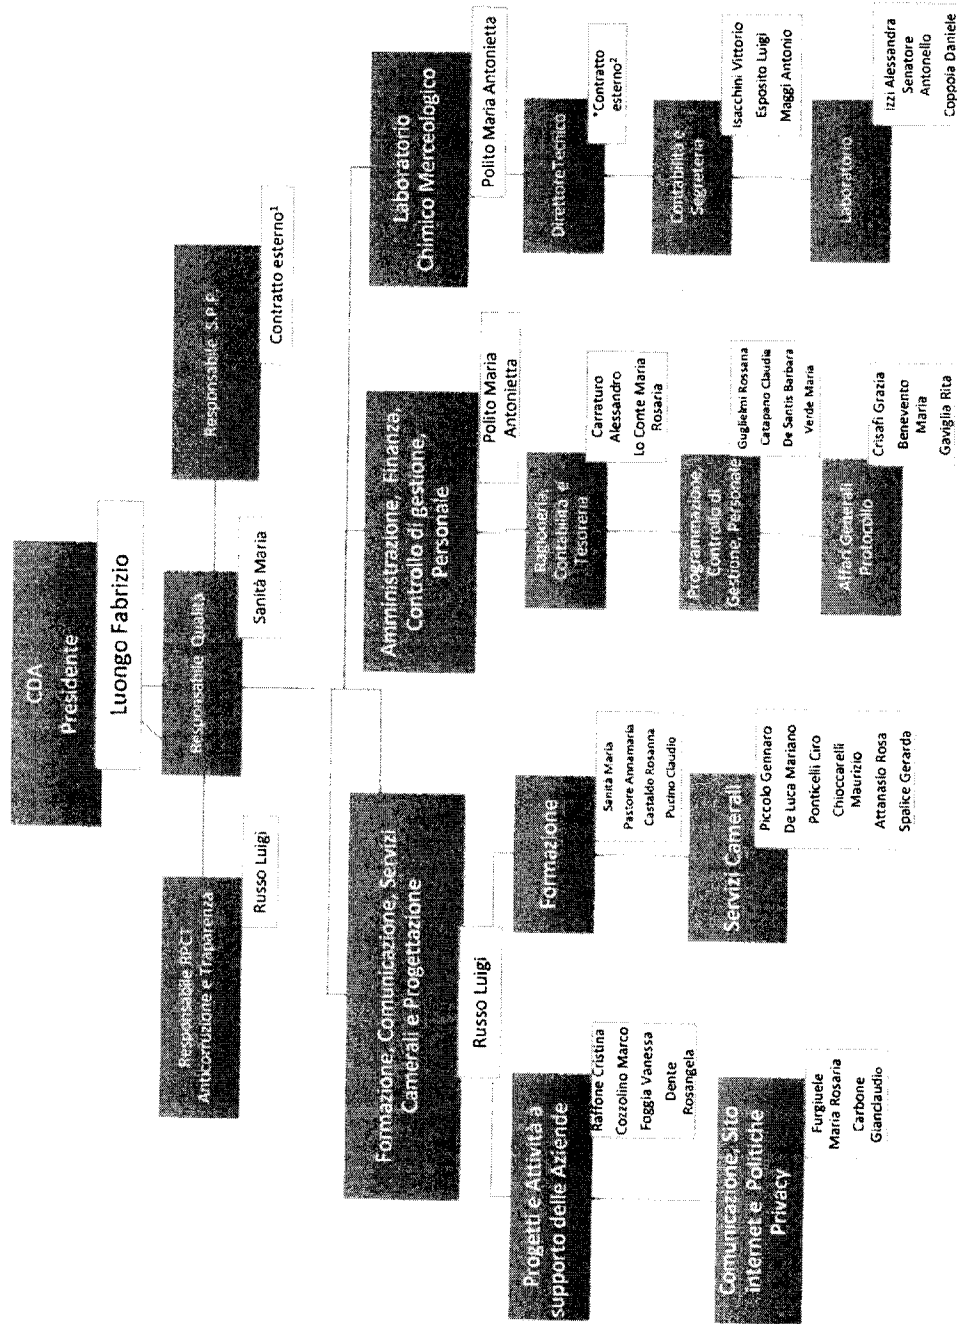 CDA
Presidente
Luongo Fabrizio
Responsabile RPCT
Anticorruzione e Traparenza
Russo Luigi
Responsabile Qualità
Sanità Maria
Responsabile S.P.P.
Contratto esterno¹
Formazione, Comunicazione, Servizi
Camerali e Progettazione
Russo Luigi
Progetti e Attività a
supporto delle Aziende
Raffone Cristina
Cozzolino Marco
Foggia Vanessa
Dente
Rosangela
Comunicazione, Sito
internet e Politiche
Privacy
Furgiuele
Maria Rosaria
Carbone
Gianclaudio
Formazione
Sanità Maria
Pastore Annamaria
Castaldo Rosanna
Pucino Claudio
Servizi Camerali
Piccolo Gennaro
De Luca Mariano
Ponticelli Ciro
Chioccarelli
Maurizio
Attanasio Rosa
Spalice Gerarda
Amministrazione, Finanza,
Controllo di gestione,
Personale
Polito Maria
Antonietta
Ragioneria
Contabilità e
Tesoreria
Carraturo
Alessandro
Lo Conte Maria
Rosaria
Programmazione,
Controllo di
Gestione, Personale
Guglielmi Rossana
Catapano Claudia
De Santis Barbara
Verde Maria
Affari Generali
Protocollo
Crisafi Grazia
Benevento
Maria
Gaviglia Rita
Laboratorio
Chimico Merceologico
Polito Maria Antonietta
Direttore Tecnico
*Contratto
esterno²
Contabilità e
Segreteria
Isacchini Vittorio
Esposito Luigi
Maggi Antonio
Laboratorio
Izzi Alessandra
Senatore
Antonello
Coppola Daniele